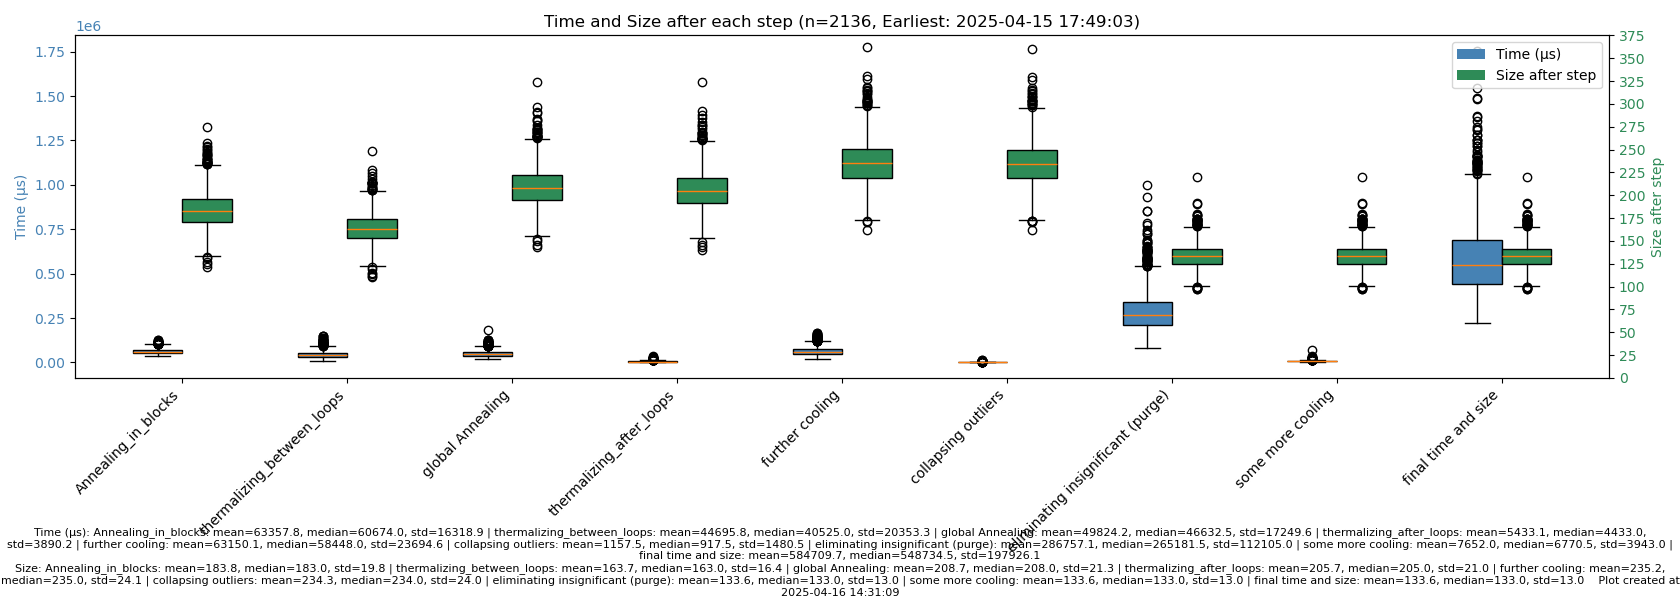 Time and Size after each step (n=2136, Earliest: 2025-04-15 17:49:03)
1e6
Time (µs)
1.75
1.50
1.25
1.00
0.75
0.50
0.25
0.00
Time (µs)
Size after step
375
350
325
300
275
250
225
200
175
150
125
100
75
50
25
0
Size after step
Annealing_in_blocks
thermalizing_between_loops
global Annealing
thermalizing_after_loops
further cooling
collapsing outliers
eliminating insignificant (purge)
some more cooling
final time and size
Time (µs): Annealing_in_blocks: mean=63357.8, median=60674.0, std=16318.9 | thermalizing_between_loops: mean=44695.8, median=40525.0, std=20353.3 | global Annealing: mean=49824.2, median=46632.5, std=17249.6 | thermalizing_after_loops: mean=5433.1, median=4433.0,
std=3890.2 | further cooling: mean=63150.1, median=58448.0, std=23694.6 | collapsing outliers: mean=1157.5, median=917.5, std=1480.5 | eliminating insignificant (purge): mean=286757.1, median=265181.5, std=112105.0 | some more cooling: mean=7652.0, median=6770.5, std=3943.0 |
final time and size: mean=584709.7, median=548734.5, std=197926.1
Size: Annealing_in_blocks: mean=183.8, median=183.0, std=19.8 | thermalizing_between_loops: mean=163.7, median=163.0, std=16.4 | global Annealing: mean=208.7, median=208.0, std=21.3 | thermalizing_after_loops: mean=205.7, median=205.0, std=21.0 | further cooling: mean=235.2,
median=235.0, std=24.1 | collapsing outliers: mean=234.3, median=234.0, std=24.0 | eliminating insignificant (purge): mean=133.6, median=133.0, std=13.0 | some more cooling: mean=133.6, median=133.0, std=13.0 | final time and size: mean=133.6, median=133.0, std=13.0 Plot created at
2025-04-16 14:31:09